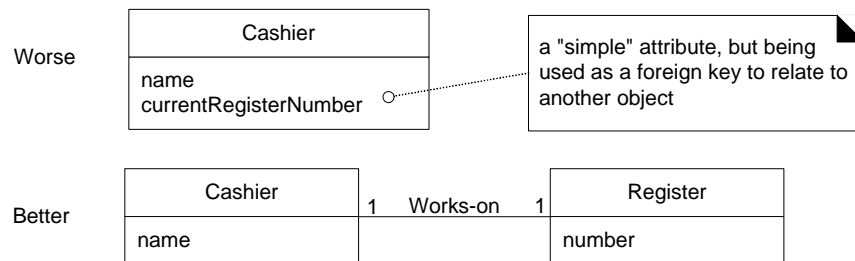 Worse
Cashier
name
currentRegisterNumber
a "simple" attribute, but being
used as a foreign key to relate to
another object
Better
Cashier
name
1 Works-on 1
Register
number